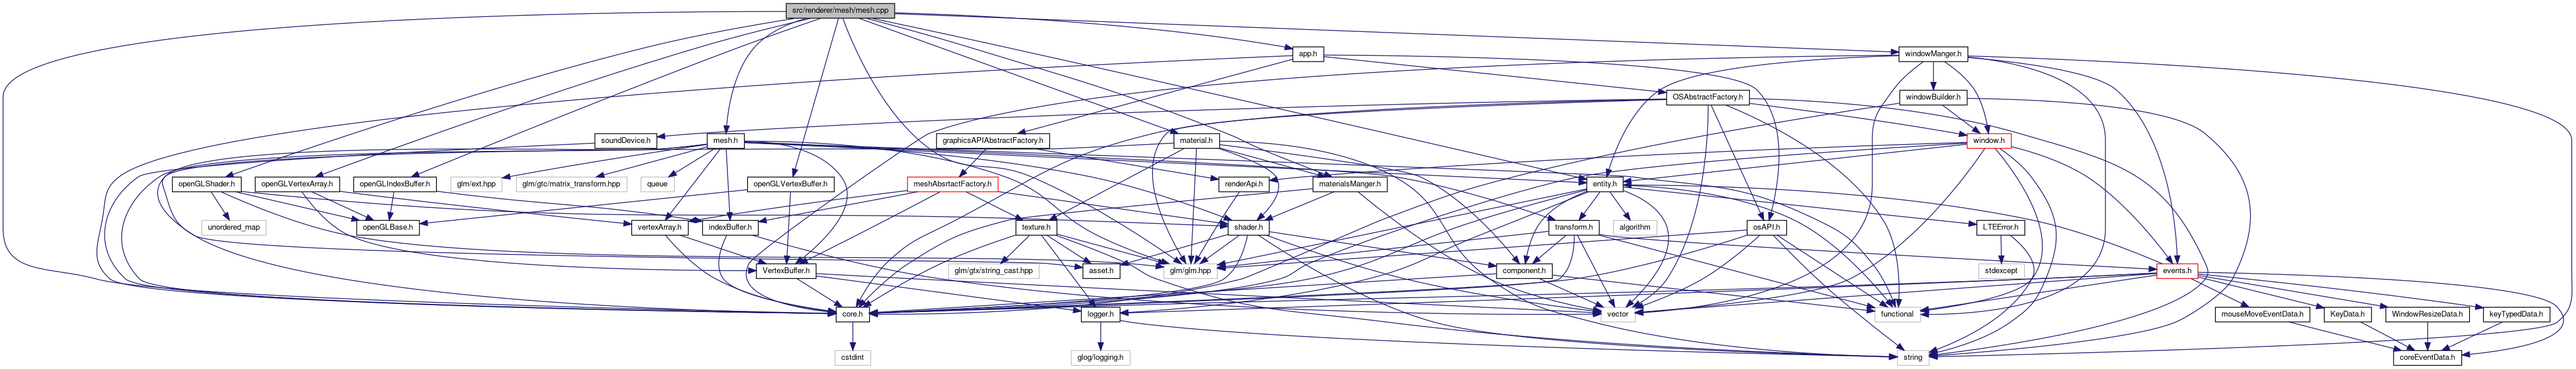 src/renderer/mesh/mesh.cpp
app.h
windowManger.h
OSAbstractFactory.h
windowBuilder.h
soundDevice.h
mesh.h
graphicsAPIAbstractFactory.h
material.h
window.h
openGLShader.h
openGLVertexArray.h
openGLIndexBuffer.h
glm/ext.hpp
glm/gtc/matrix_transform.hpp
queue
openGLVertexBuffer.h
meshAbsrtactFactory.h
renderApi.h
materialsManger.h
entity.h
unordered_map
openGLBase.h
vertexArray.h
indexBuffer.h
texture.h
shader.h
transform.h
algorithm
osAPI.h
LTEError.h
VertexBuffer.h
glm/gtx/string_cast.hpp
asset.h
glm/glm.hpp
component.h
stdexcept
events.h
core.h
logger.h
vector
functional
mouseMoveEventData.h
KeyData.h
WindowResizeData.h
keyTypedData.h
cstdint
glog/logging.h
string
coreEventData.h